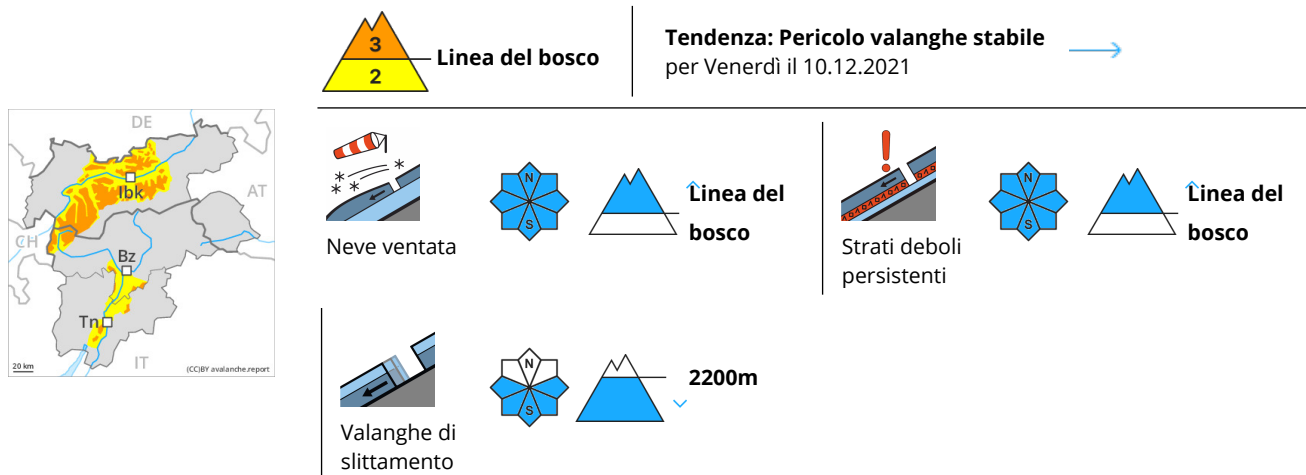 3
2
Linea del bosco
Tendenza: Pericolo valanghe stabile
per Venerdì il 10.12.2021
DE
AT
CH
IT
Ibk
Bz
Tn
20 km
(CC)BY avalanche.report
N
S
Linea del
bosco
Neve ventata
N
S
Linea del
bosco
Strati deboli
persistenti
N
S
2200m
Valanghe di
slittamento